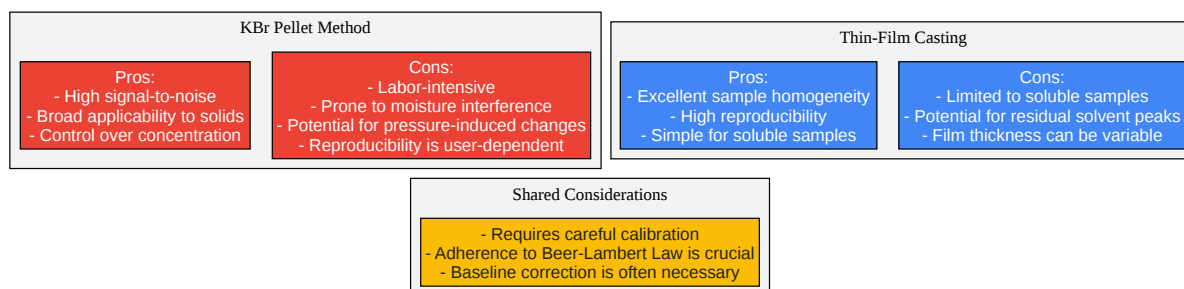 KBr Pellet Method
Pros:
- High signal-to-noise
- Broad applicability to solids
- Control over concentration
Cons:
- Labor-intensive
- Prone to moisture interference
- Potential for pressure-induced changes
- Reproducibility is user-dependent
Thin-Film Casting
Pros:
- Excellent sample homogeneity
- High reproducibility
- Simple for soluble samples
Cons:
- Limited to soluble samples
- Potential for residual solvent peaks
- Film thickness can be variable
Shared Considerations
- Requires careful calibration
- Adherence to Beer-Lambert Law is crucial
- Baseline correction is often necessary